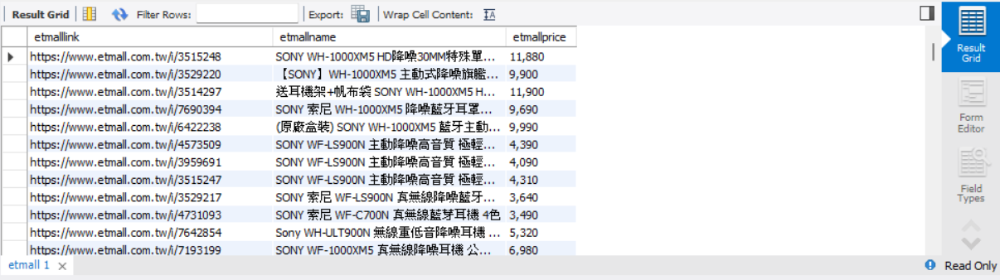 Result Grid Filter Rows: Export: Wrap Cell Content:
etmalllink etmallname etmallprice
https://www.etmall.com.tw/i/3515248 SONY WH-1000XM5 HD降噪30MM特殊單... 11,880
https://www.etmall.com.tw/i/3529220 【SONY】WH-1000XM5 主動式降噪旗艦... 9,900
https://www.etmall.com.tw/i/3514297 送耳機架+帆布袋 SONY WH-1000XM5 H... 11,900
https://www.etmall.com.tw/i/7690394 SONY 索尼 WH-1000XM5 降噪藍牙耳罩... 9,690
https://www.etmall.com.tw/i/6422238 (原廠盒裝) SONY WH-1000XM5 藍牙主動... 9,990
https://www.etmall.com.tw/i/4573509 SONY WF-LS900N 主動降噪高音質 極輕... 4,390
https://www.etmall.com.tw/i/3959691 SONY WF-LS900N 主動降噪高音質 極輕... 4,090
https://www.etmall.com.tw/i/3515247 SONY WF-LS900N 主動降噪高音質 極輕... 4,310
https://www.etmall.com.tw/i/3529217 SONY 索尼 WF-LS900N 真無線降噪藍牙... 3,640
https://www.etmall.com.tw/i/4731093 SONY 索尼 WF-C700N 真無線藍芽耳機 4色 3,490
https://www.etmall.com.tw/i/7642854 Sony WH-ULT900N 無線重低音降噪耳機 ... 5,320
https://www.etmall.com.tw/i/7193199 SONY WF-1000XM5 真無線降噪耳機 公... 6,980
etmall 1
Result
Grid
Form
Editor
Field
Types
Read Only